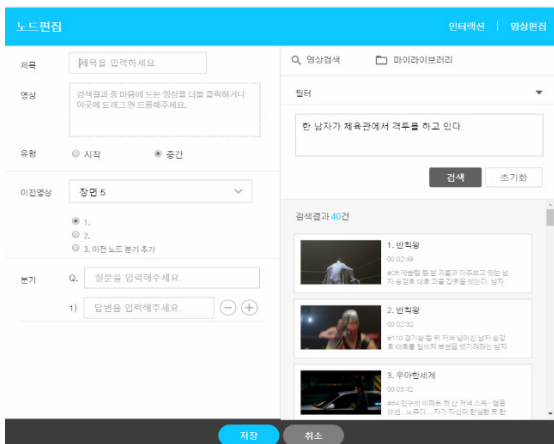 노드편집
인터랙션 | 영상편집
제목
제목을 입력하세요.
영상
검색결과 중 마음에 드는 영상을 더블 클릭하거나
이곳에 드래그 앤 드롭해주세요.
유형
시작
중간
이전영상
장면 5
1.
2.
3. 이전 노드 분기 추가
분기
Q. 질문을 입력해주세요.
1) 답변을 입력해주세요.
영상검색
마이라이브러리
필터
한 남자가 체육관에서 격투를 하고 있다.
검색
초기화
검색결과 40건
1. 반칙왕
00:02:49
2. 반칙왕
00:02:32
3. 우아한세계
00:03:42
저장
취소